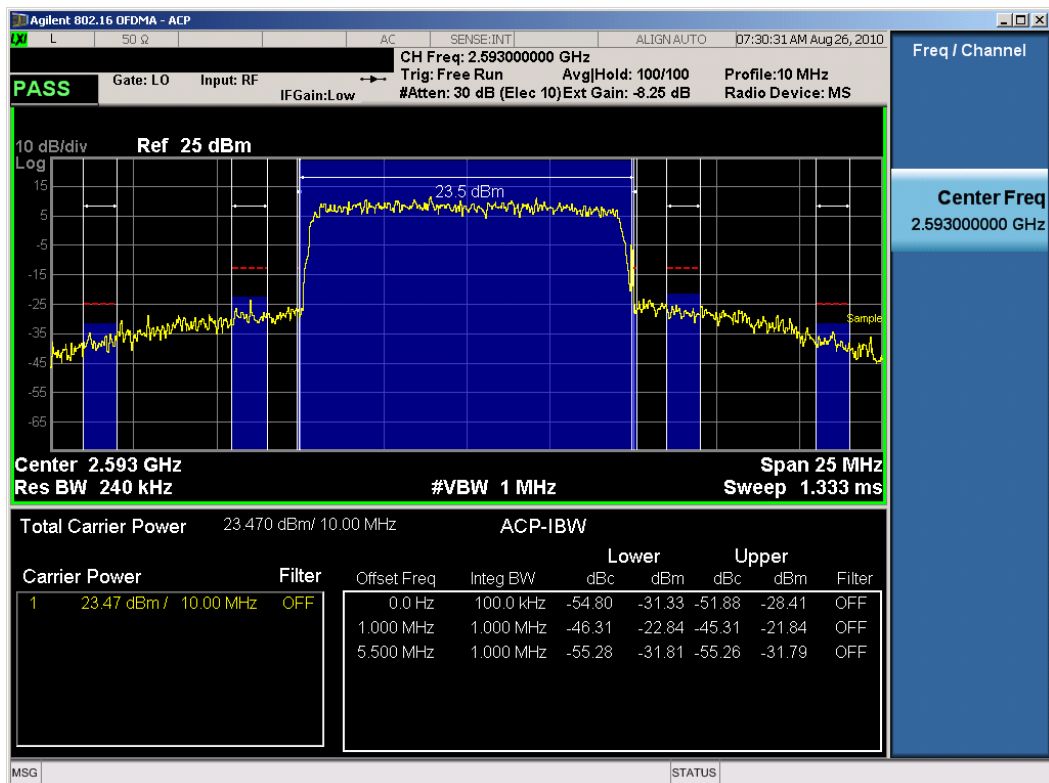 Agilent 802.16 OFDMA - ACP
LXI L 50 Ω AC SENSE:INT ALIGN AUTO 07:30:31 AM Aug 26, 2010
CH Freq: 2.593000000 GHz
PASS Gate: LO Input: RF Trig: Free Run Avg|Hold: 100/100 Profile:10 MHz
IFGain:Low #Atten: 30 dB (Elec 10) Ext Gain: -8.25 dB Radio Device: MS
Freq / Channel
Center Freq
2.593000000 GHz
10 dB/div Ref 25 dBm
Log
15
5
-5
-15
-25
-35
-45
-55
-65
23.5 dBm
Sample
Center 2.593 GHz Span 25 MHz
Res BW 240 kHz #VBW 1 MHz Sweep 1.333 ms
Total Carrier Power 23.470 dBm/ 10.00 MHz ACP-IBW
Lower Upper
Carrier Power Filter Offset Freq Integ BW dBc dBm dBc dBm Filter
1 23.47 dBm / 10.00 MHz OFF 0.0 Hz 100.0 kHz -54.80 -31.33 -51.88 -28.41 OFF
1.000 MHz 1.000 MHz -46.31 -22.84 -45.31 -21.84 OFF
5.500 MHz 1.000 MHz -55.28 -31.81 -55.26 -31.79 OFF
MSG STATUS